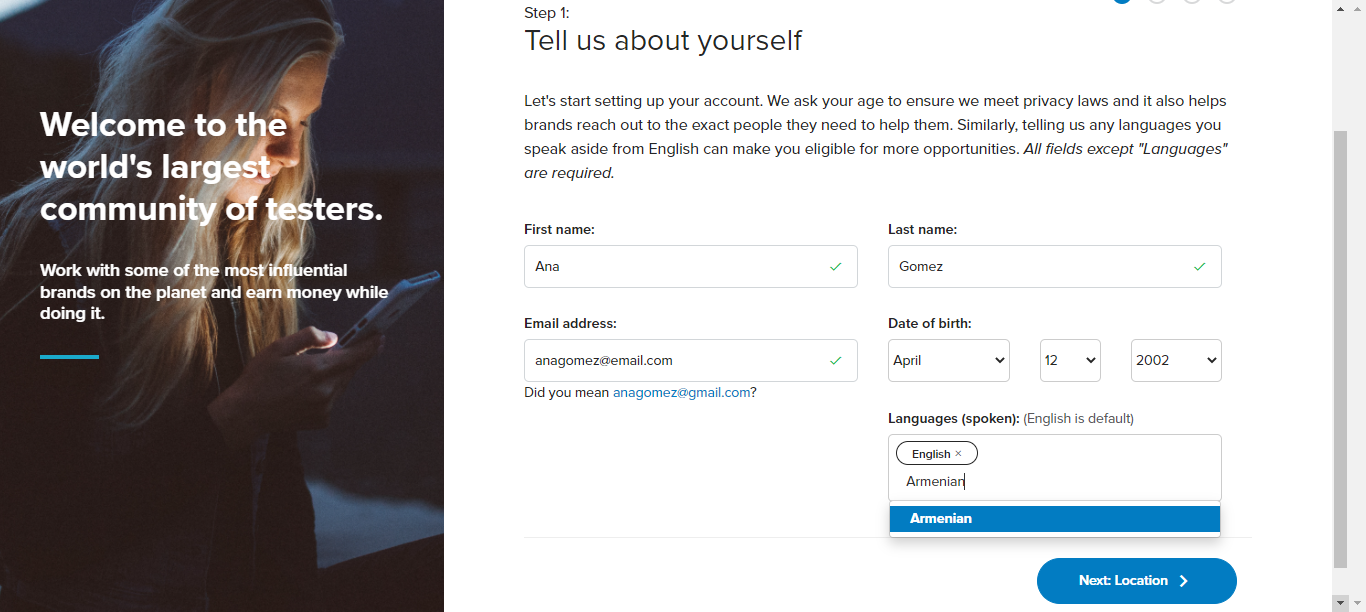 Welcome to the
world's largest
community of testers.
Work with some of the most influential
brands on the planet and earn money while
doing it.
Step 1:
Tell us about yourself
Let's start setting up your account. We ask your age to ensure we meet privacy laws and it also helps
brands reach out to the exact people they need to help them. Similarly, telling us any languages you
speak aside from English can make you eligible for more opportunities. All fields except "Languages"
are required.
First name:
Ana
Last name:
Gomez
Email address:
anagomez@email.com
Did you mean anagomez@gmail.com?
Date of birth:
April 12 2002
Languages (spoken): (English is default)
English ×
Armenian
Armenian
Next: Location